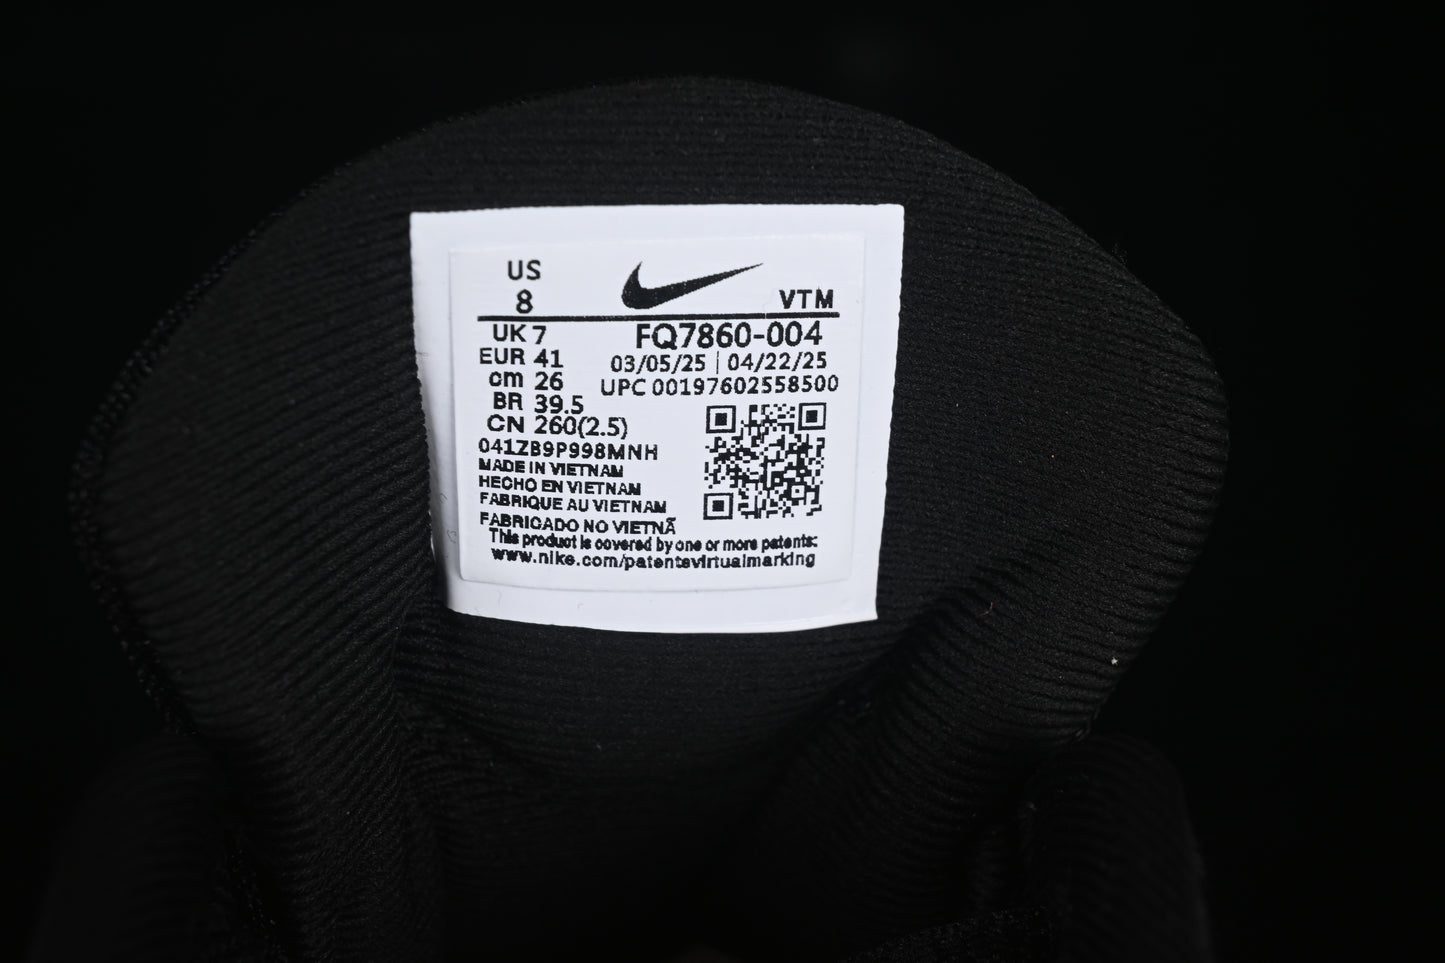 US
8
VTM
UK 7
FQ7860-004
EUR 41
03/05/25 | 04/22/25
cm 26
UPC 00197602558500
BR 39.5
CN 260(2.5)
041ZB9P998MNH
MADE IN VIETNAM
HECHO EN VIETNAM
FABRIQUE AU VIETNAM
FABRICADO NO VIETNÃ
This product is covered by one or more patents:
www.nike.com/patentsvirtualmarking